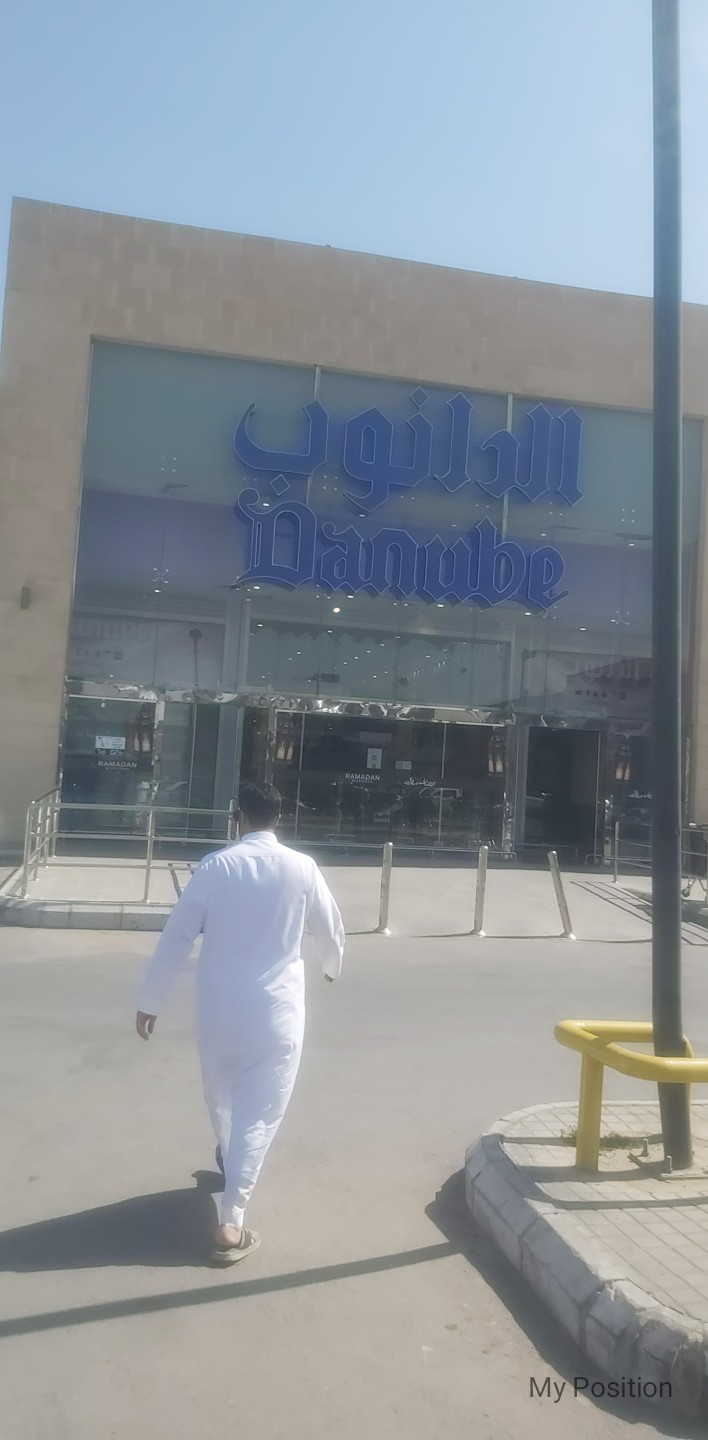 الدانوب
Danube
RAMADAN
RAMADAN
My Position